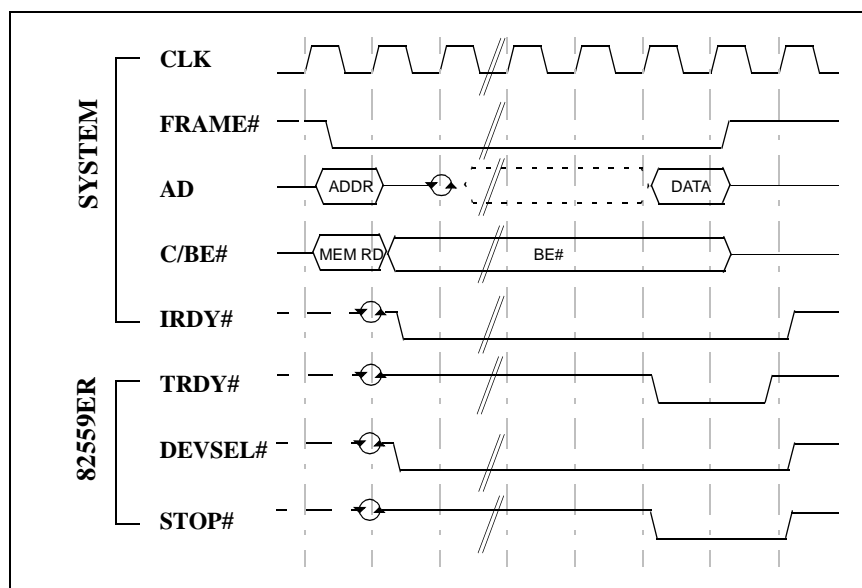 SYSTEM
CLK
FRAME#
AD
ADDR
DATA
C/BE#
MEM RD
BE#
IRDY#
82559ER
TRDY#
DEVSEL#
STOP#